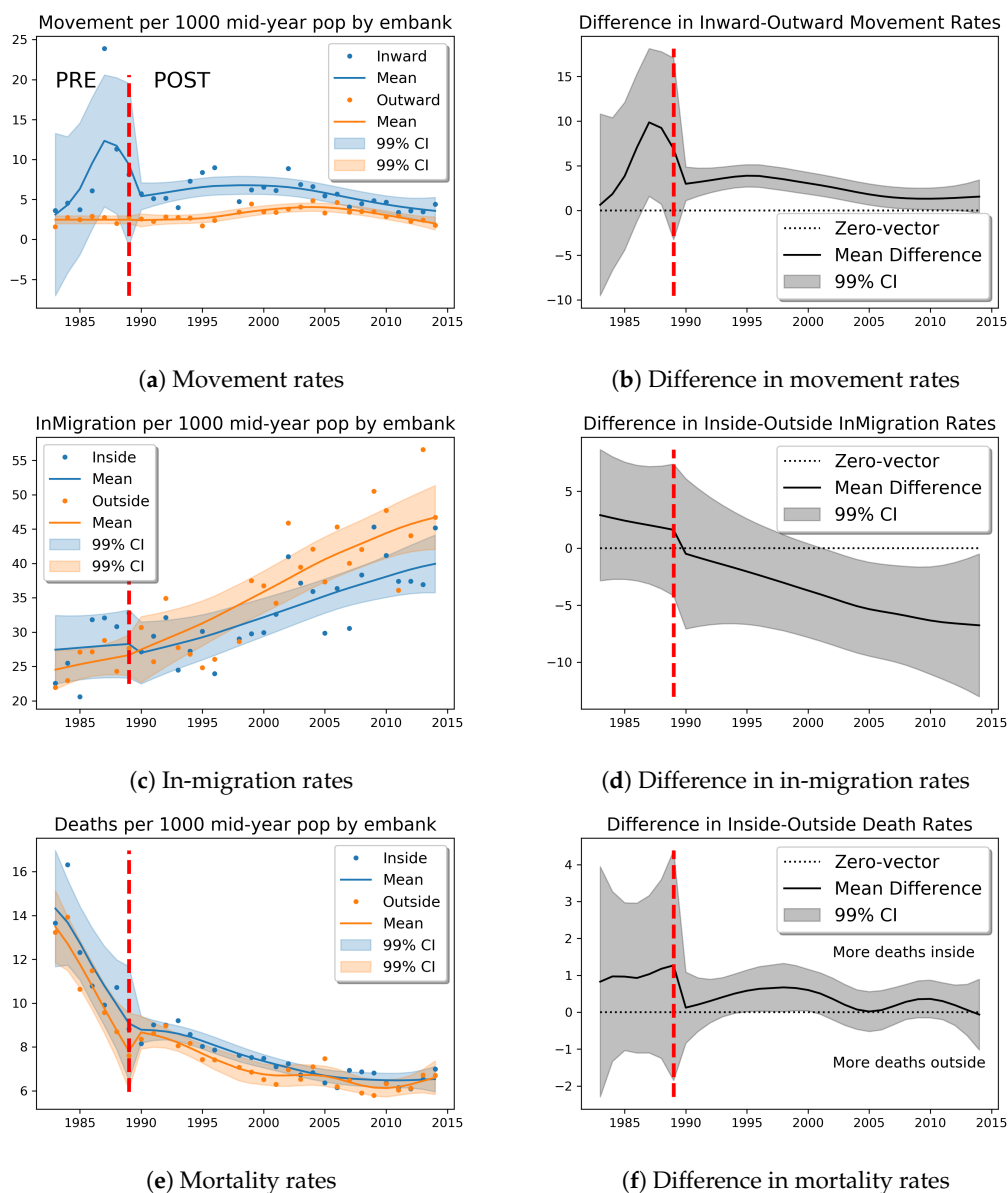 Movement per 1000 mid-year pop by embank
25
20
15
10
5
0
−5
PRE
POST
Inward
Mean
Outward
Mean
99% CI
99% CI
1985 1990 1995 2000 2005 2010 2015
(a) Movement rates
Difference in Inward-Outward Movement Rates
15
10
5
0
−5
−10
Zero-vector
Mean Difference
99% CI
1985 1990 1995 2000 2005 2010 2015
(b) Difference in movement rates
InMigration per 1000 mid-year pop by embank
55
50
45
40
35
30
25
20
Inside
Mean
Outside
Mean
99% CI
99% CI
1985 1990 1995 2000 2005 2010 2015
(c) In-migration rates
Difference in Inside-Outside InMigration Rates
5
0
−5
−10
Zero-vector
Mean Difference
99% CI
1985 1990 1995 2000 2005 2010 2015
(d) Difference in in-migration rates
Deaths per 1000 mid-year pop by embank
16
14
12
10
8
6
Inside
Mean
Outside
Mean
99% CI
99% CI
1985 1990 1995 2000 2005 2010 2015
(e) Mortality rates
Difference in Inside-Outside Death Rates
4
3
2
1
0
−1
−2
Zero-vector
Mean Difference
99% CI
More deaths inside
More deaths outside
1985 1990 1995 2000 2005 2010 2015
(f) Difference in mortality rates